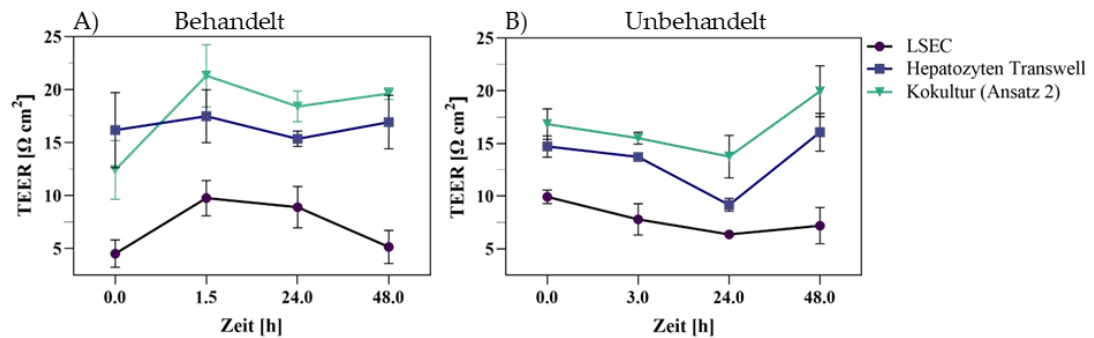 A) Behandelt
TEER [Ω cm²]
25
20
15
10
5
0.0 1.5 24.0 48.0
Zeit [h]
B) Unbehandelt
TEER [Ω cm²]
25
20
15
10
5
0.0 3.0 24.0 48.0
Zeit [h]
LSEC
Hepatozyten Transwell
Kokultur (Ansatz 2)